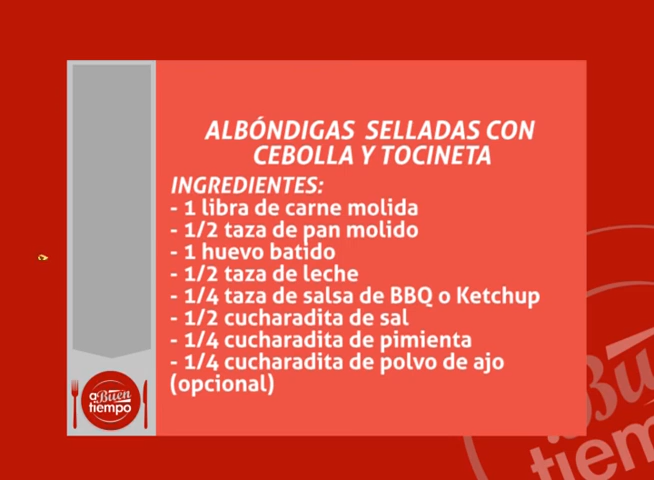 ALBÓNDIGAS SELLADAS CON
CEBOLLA Y TOCINETA
INGREDIENTES:
- 1 libra de carne molida
- 1/2 taza de pan molido
- 1 huevo batido
- 1/2 taza de leche
- 1/4 taza de salsa de BBQ o Ketchup
- 1/2 cucharadita de sal
- 1/4 cucharadita de pimienta
- 1/4 cucharadita de polvo de ajo
(opcional)
a Buen
tiempo
a Bu
tiem